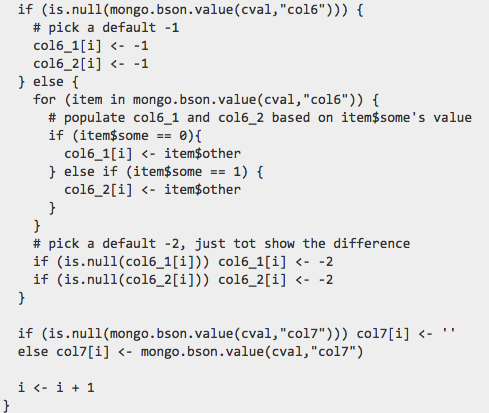 if (is.null(mongo.bson.value(cval,"col6"))) {
# pick a default -1
col6_1[i] <- -1
col6_2[i] <- -1
} else {
for (item in mongo.bson.value(cval,"col6")) {
# populate col6_1 and col6_2 based on item$some's value
if (item$some == 0){
col6_1[i] <- item$other
} else if (item$some == 1) {
col6_2[i] <- item$other
}
}
# pick a default -2, just tot show the difference
if (is.null(col6_1[i])) col6_1[i] <- -2
if (is.null(col6_2[i])) col6_2[i] <- -2
}
if (is.null(mongo.bson.value(cval,"col7"))) col7[i] <- ''
else col7[i] <- mongo.bson.value(cval,"col7")
i <- i + 1
}